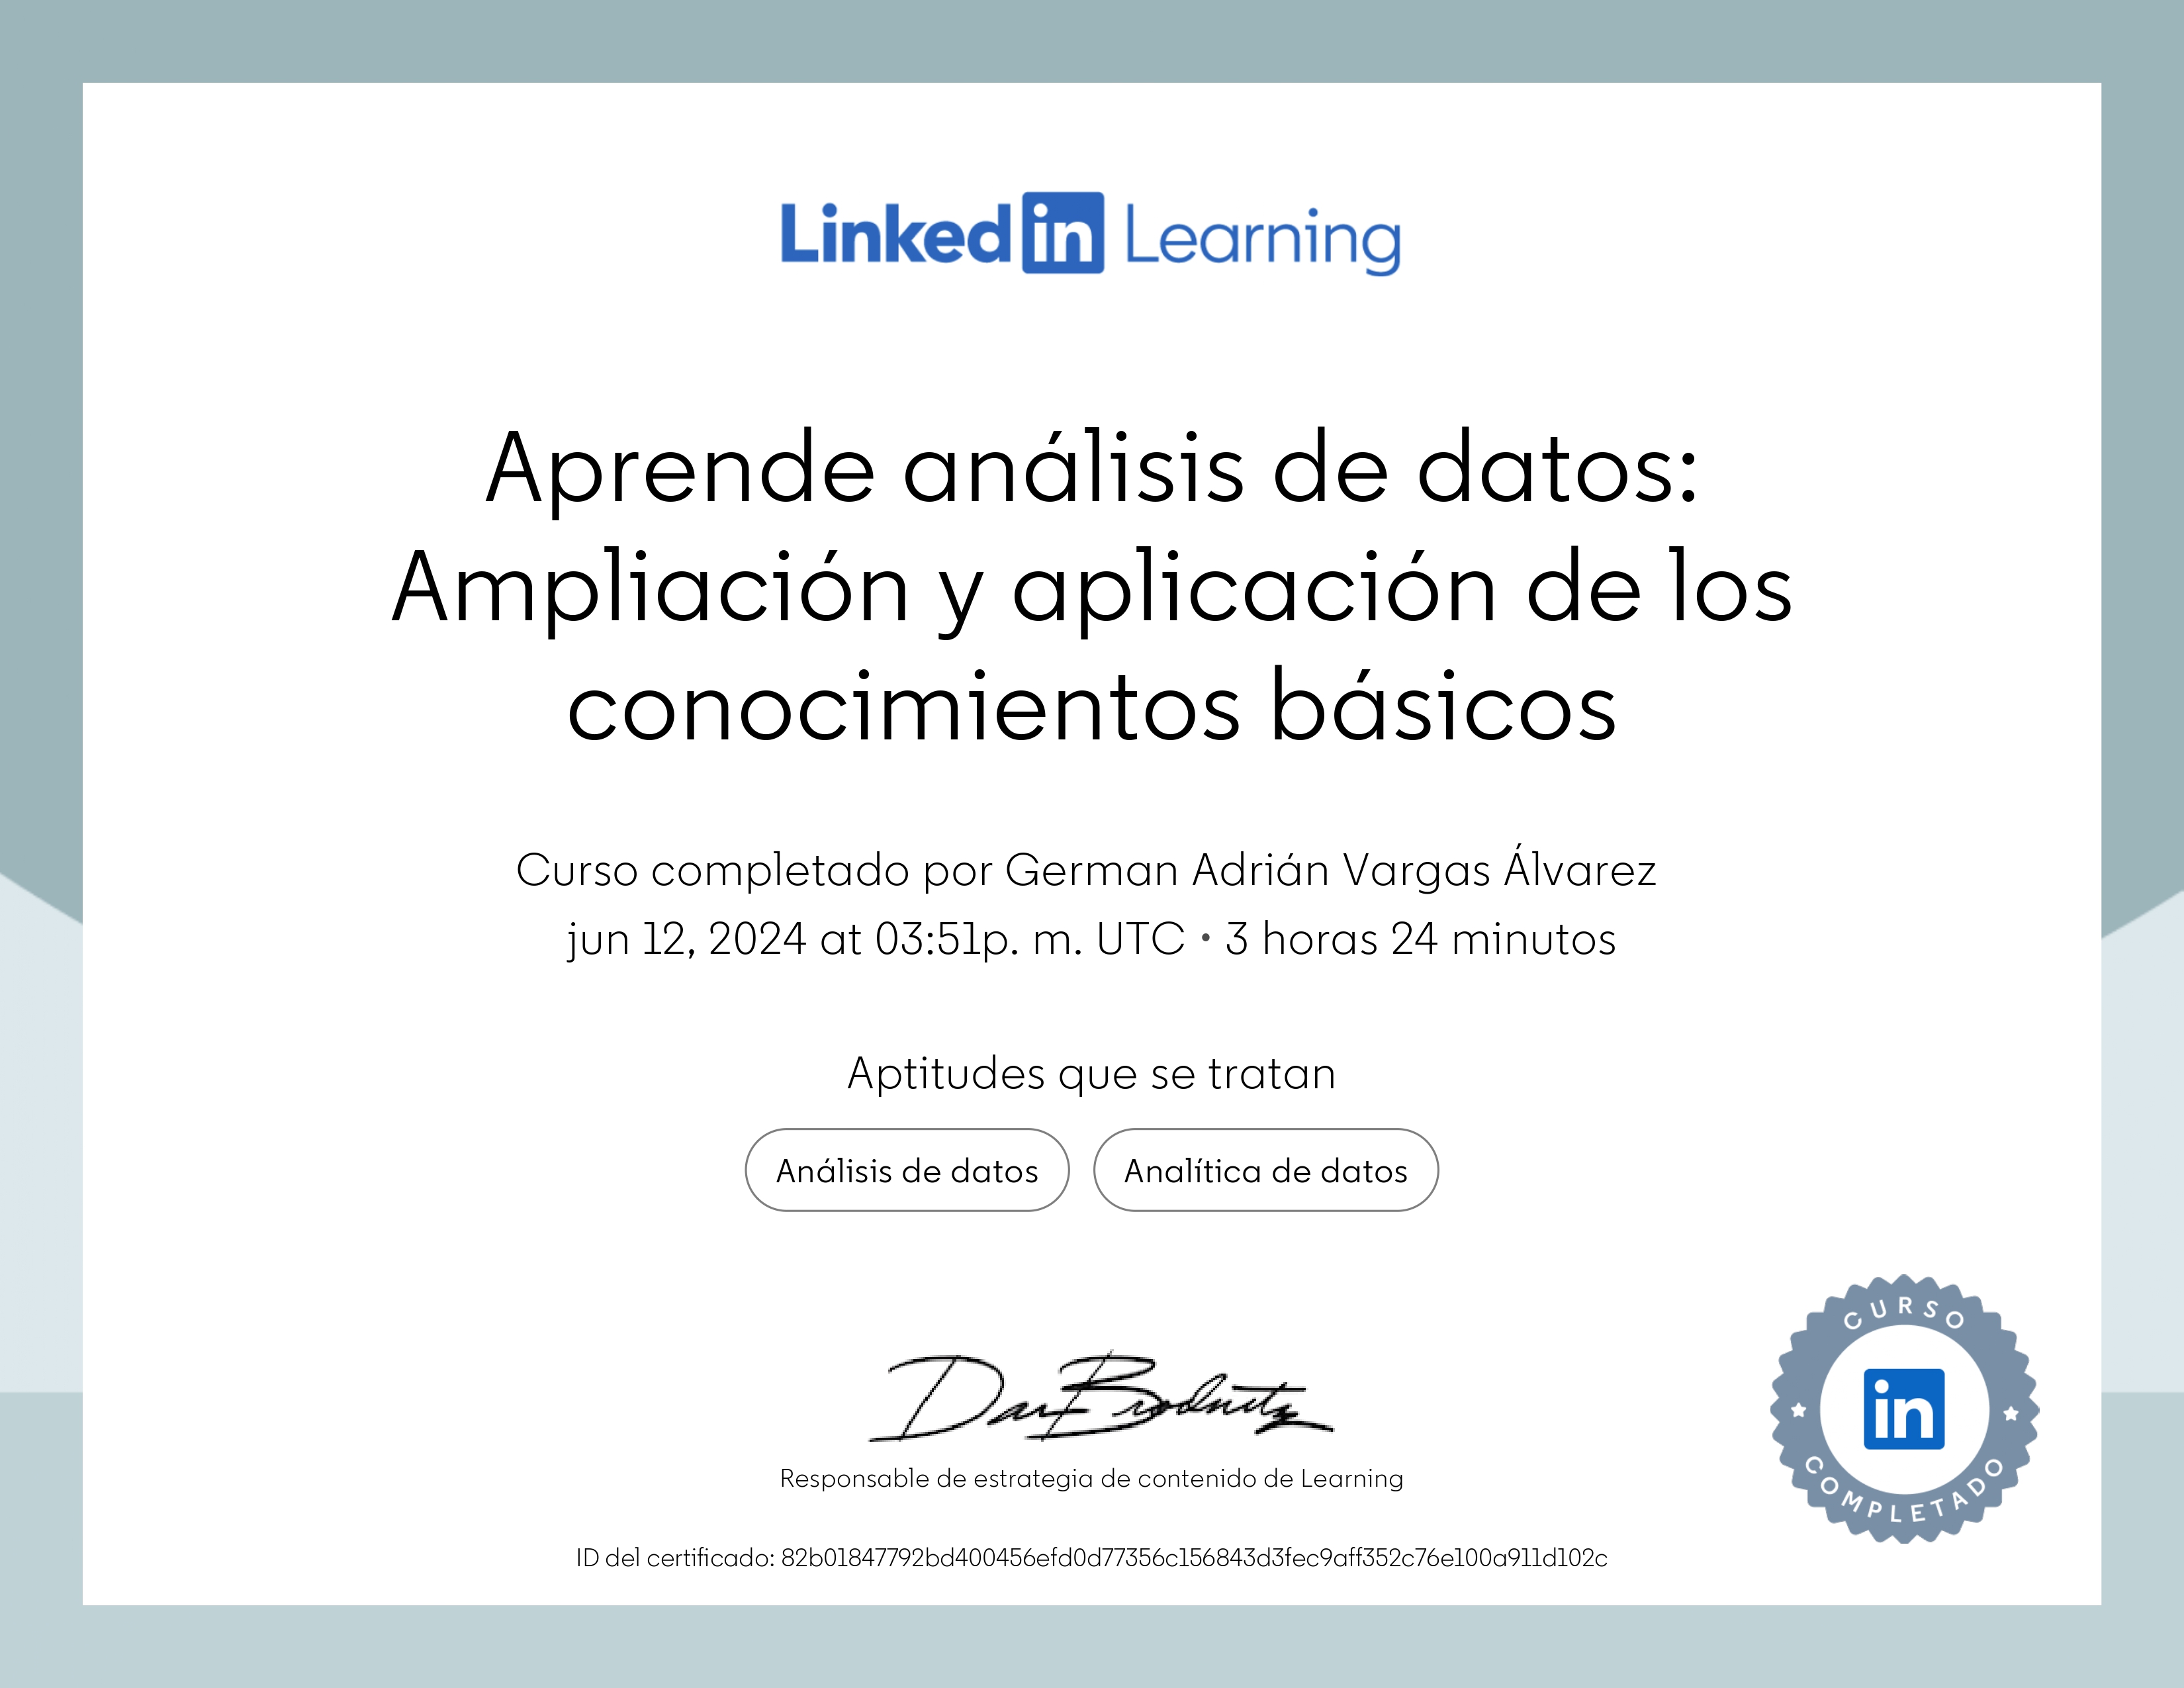 Linkedin Learning
Aprende análisis de datos:
Ampliación y aplicación de los
conocimientos básicos
Curso completado por German Adrián Vargas Álvarez
jun 12, 2024 at 03:51p. m. UTC • 3 horas 24 minutos
Aptitudes que se tratan
Análisis de datos
Analítica de datos
Dan Brodnitz
Responsable de estrategia de contenido de Learning
ID del certificado: 82b01847792bd400456efd0d77356c156843d3fec9aff352c76e100a911d102c
CURSO
in
COMPLETADO